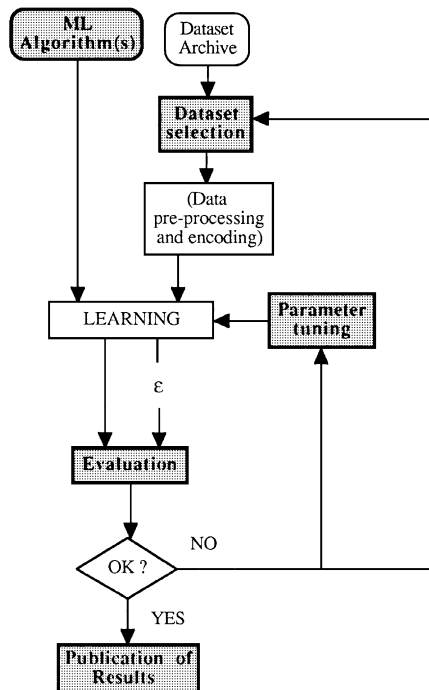 ML
Algorithm(s)
Dataset
Archive
Dataset
selection
(Data
pre-processing
and encoding)
LEARNING
Parameter
tuning
ε
Evaluation
OK ?
NO
YES
Publication of
Results